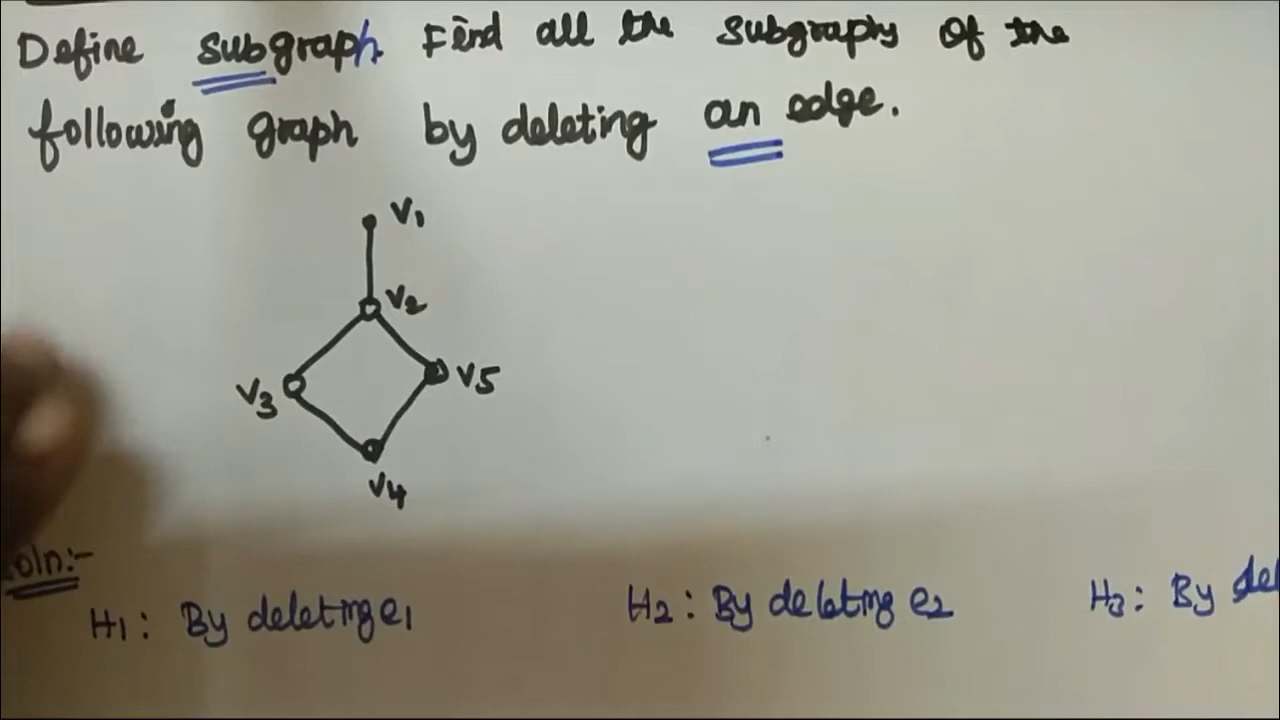 Define subgraph Find all the subgraphs of the
following graph by deleting an edge.
V1
V2
V3
V5
V4
Soln:-
H1: By deleting e1
H2: By deleting e2
H3: By del